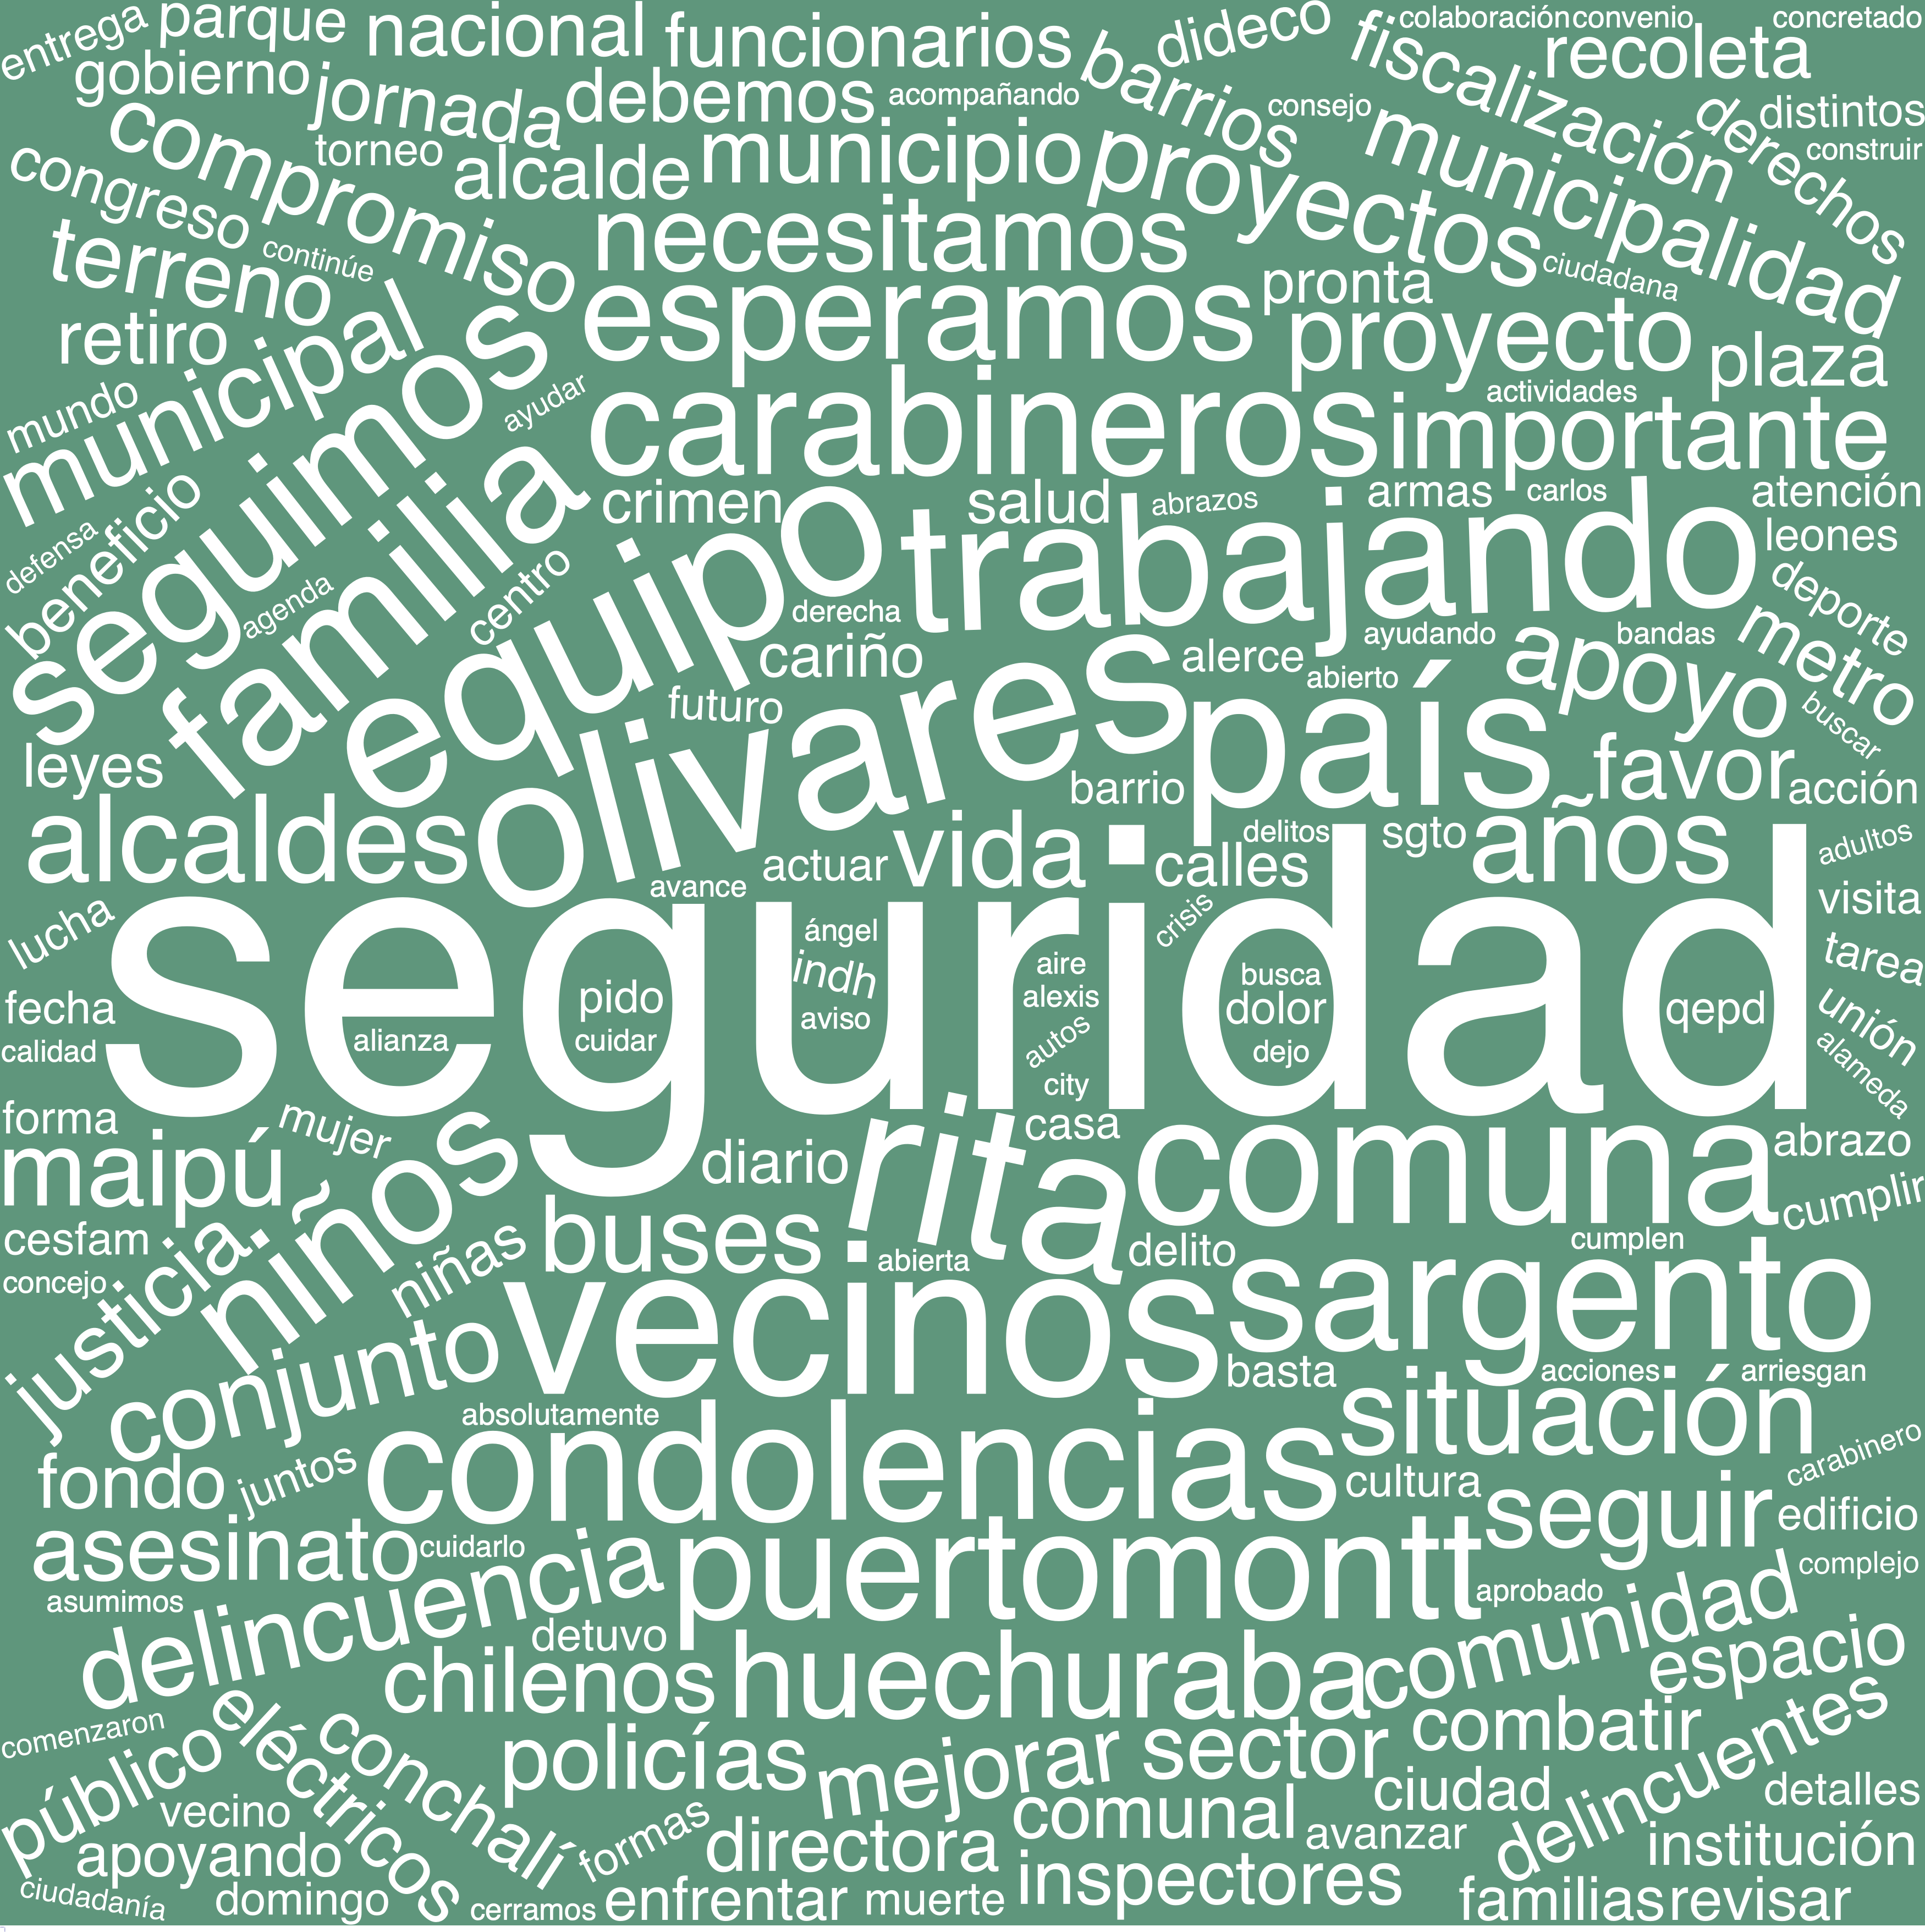 entrega parque nacional funcionarios barrios dideco fiscalización colaboración convenio concretado
gobierno jornada debemos acompañando consejo recoleta
compromiso torneo alcalde municipio proyectos municipalidad derechos distintos
congreso construir
terreno continúe necesitamos ciudadana
retiro municipal seguimos esperamos pronta proyecto plaza
mundo ayudar carabineros actividades importante
beneficio familia crimen salud abrazos armas carlos atención
defensa equipo trabajando leones
agenda centro derecha deporte
cariño alerce ayudando apoyo bandas metro
futuro olivares país abierto buscar
leyes barrio favor acción
alcaldes vida delitos sgto años adultos
avance actuar calles visita
lucha seguridad ángel crisis tarea
indh aire busca
fecha pido aviso alexis dolor qepd unión
calidad alianza cuidar autos dejo alameda
city
forma mujer rita casa
maipú niños diario comuna abrazo
cesfam niñas buses abierta delito cumplen cumplir
concejo justicia vecinos sargento
conjunto basta acciones arriesgan
absolutamente situación
fondo juntos condolencias cultura carabinero
seguir edificio
asesinato cuidarlo puertomontt complejo
asumimos delincuencia aprobado comunidad
detuvo espacio
chilenos huechuraba
comenzaron público eléctricos conchalí policías mejorar sector combatir delincuentes
vecino ciudad detalles
apoyando formas directora comunal avanzar institución
ciudadanía domingo cerramos enfrentar muerte inspectores familias revisar